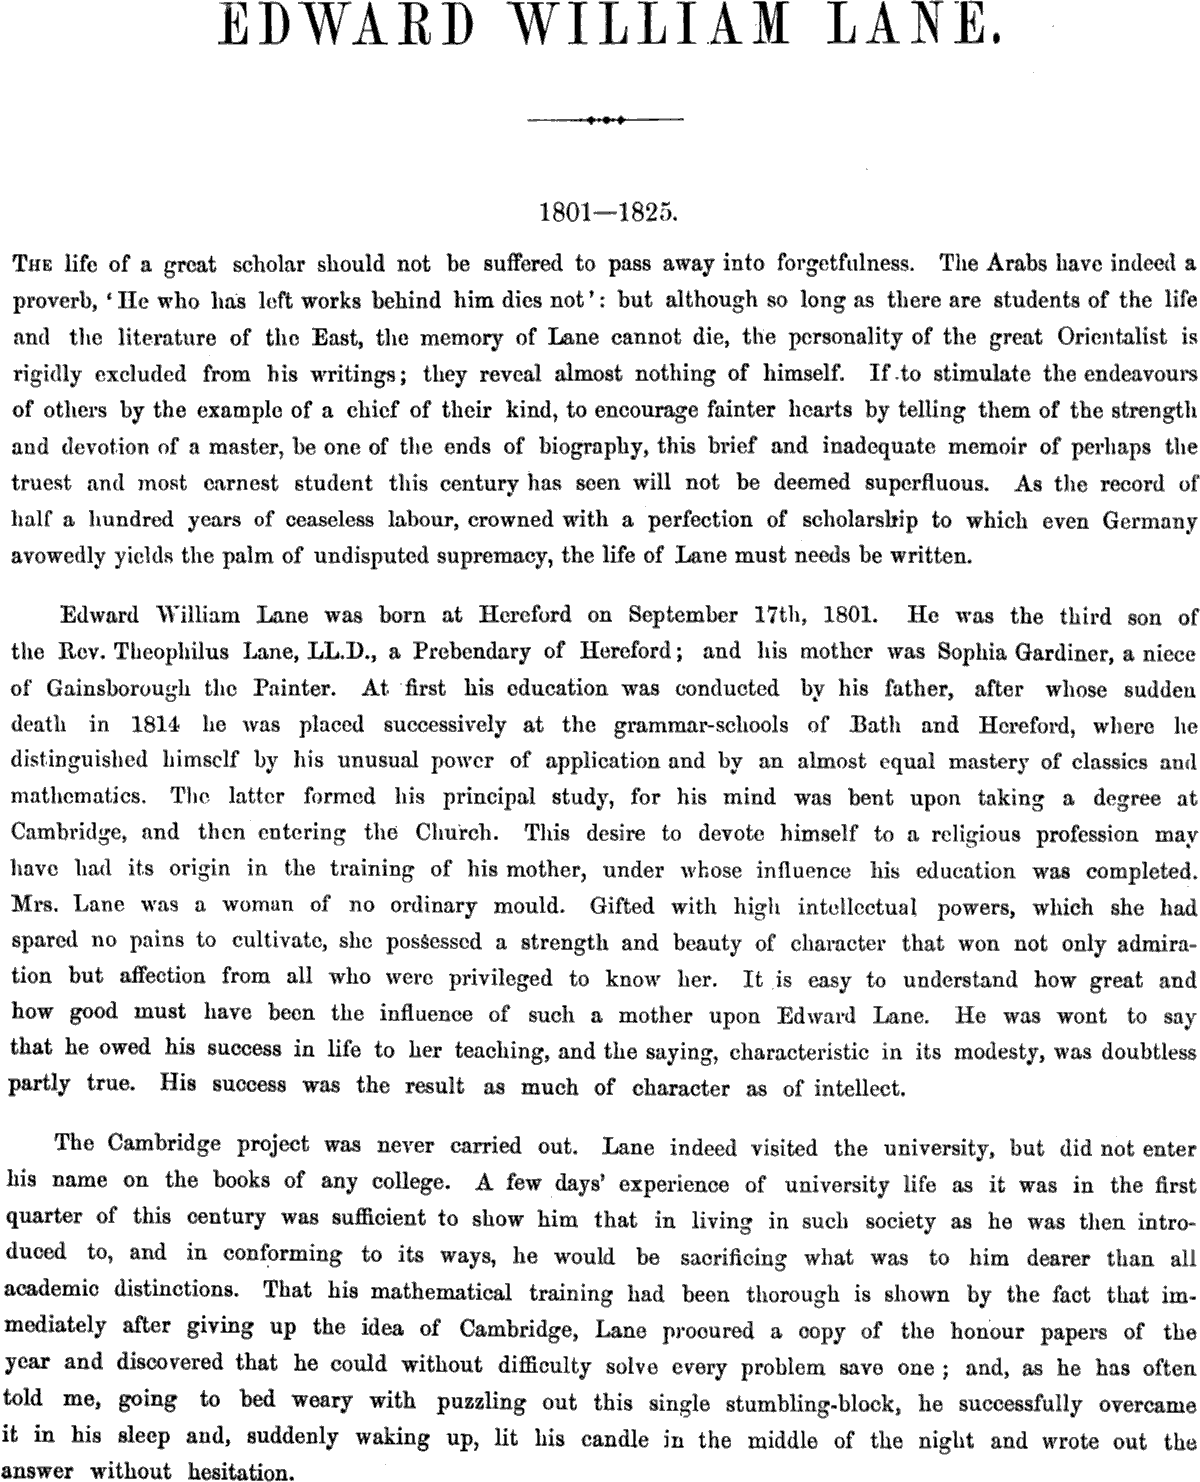 EDWARD WILLIAM LANE.
1801—1825.
THE life of a great scholar should not be suffered to pass away into forgetfulness. The Arabs have indeed a
proverb, 'He who has left works behind him dies not': but although so long as there are students of the life
and the literature of the East, the memory of Lane cannot die, the personality of the great Orientalist is
rigidly excluded from his writings; they reveal almost nothing of himself. If to stimulate the endeavours
of others by the example of a chief of their kind, to encourage fainter hearts by telling them of the strength
and devotion of a master, be one of the ends of biography, this brief and inadequate memoir of perhaps the
truest and most earnest student this century has seen will not be deemed superfluous. As the record of
half a hundred years of ceaseless labour, crowned with a perfection of scholarship to which even Germany
avowedly yields the palm of undisputed supremacy, the life of Lane must needs be written.
Edward William Lane was born at Hereford on September 17th, 1801. He was the third son of
the Rev. Theophilus Lane, LL.D., a Prebendary of Hereford; and his mother was Sophia Gardiner, a niece
of Gainsborough the Painter. At first his education was conducted by his father, after whose sudden
death in 1814 he was placed successively at the grammar-schools of Bath and Hereford, where he
distinguished himself by his unusual power of application and by an almost equal mastery of classics and
mathematics. The latter formed his principal study, for his mind was bent upon taking a degree at
Cambridge, and then entering the Church. This desire to devote himself to a religious profession may
have had its origin in the training of his mother, under whose influence his education was completed.
Mrs. Lane was a woman of no ordinary mould. Gifted with high intellectual powers, which she had
spared no pains to cultivate, she possessed a strength and beauty of character that won not only admira-
tion but affection from all who were privileged to know her. It is easy to understand how great and
how good must have been the influence of such a mother upon Edward Lane. He was wont to say
that he owed his success in life to her teaching, and the saying, characteristic in its modesty, was doubtless
partly true. His success was the result as much of character as of intellect.
The Cambridge project was never carried out. Lane indeed visited the university, but did not enter
his name on the books of any college. A few days' experience of university life as it was in the first
quarter of this century was sufficient to show him that in living in such society as he was then intro-
duced to, and in conforming to its ways, he would be sacrificing what was to him dearer than all
academic distinctions. That his mathematical training had been thorough is shown by the fact that im-
mediately after giving up the idea of Cambridge, Lane procured a copy of the honour papers of the
year and discovered that he could without difficulty solve every problem save one; and, as he has often
told me, going to bed weary with puzzling out this single stumbling-block, he successfully overcame
it in his sleep and, suddenly waking up, lit his candle in the middle of the night and wrote out the
answer without hesitation.